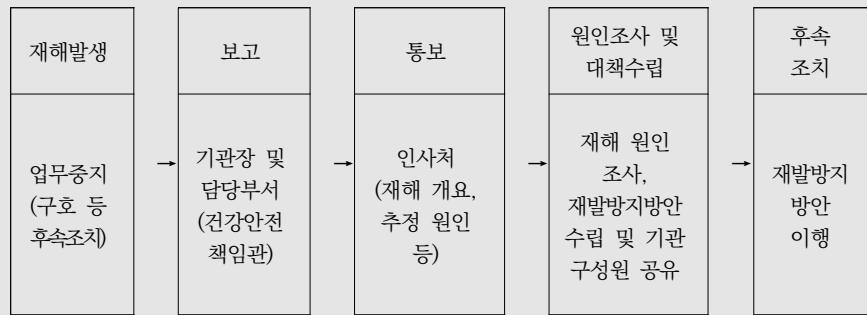 재해발생
업무중지
(구호 등
후속조치)
→
보고
기관장 및
담당부서
(건강안전
책임관)
→
통보
인사처
(재해 개요,
추정 원인
등)
→
원인조사 및
대책수립
재해 원인
조사,
재발방지방안
수립 및 기관
구성원 공유
→
후속
조치
재발방지
방안
이행